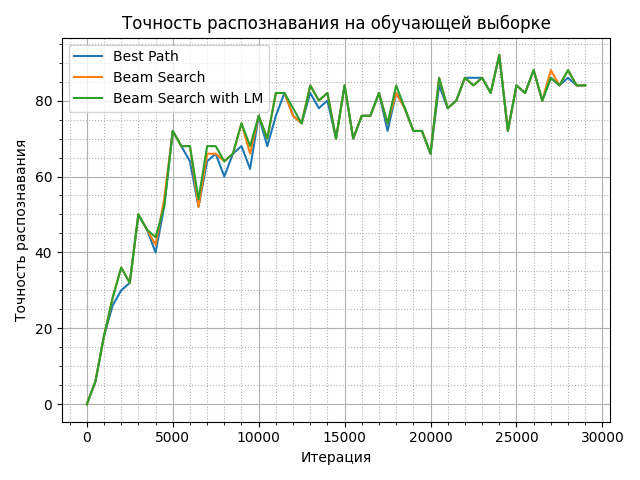 Точность распознавания на обучающей выборке
Best Path
Beam Search
Beam Search with LM
Точность распознавания
80
60
40
20
0
0 5000 10000 15000 20000 25000 30000
Итерация